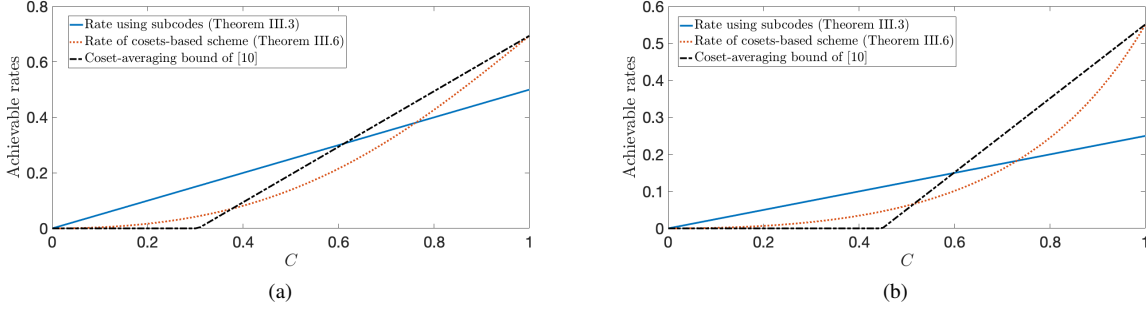 0.8
0.6
0.4
0.2
0
Achievable rates
Rate using subcodes (Theorem III.3)
Rate of cosets-based scheme (Theorem III.6)
Coset-averaging bound of [10]
0 0.2 0.4 0.6 0.8 1
C
(a)
0.6
0.5
0.4
0.3
0.2
0.1
0
Achievable rates
Rate using subcodes (Theorem III.3)
Rate of cosets-based scheme (Theorem III.6)
Coset-averaging bound of [10]
0 0.2 0.4 0.6 0.8 1
C
(b)